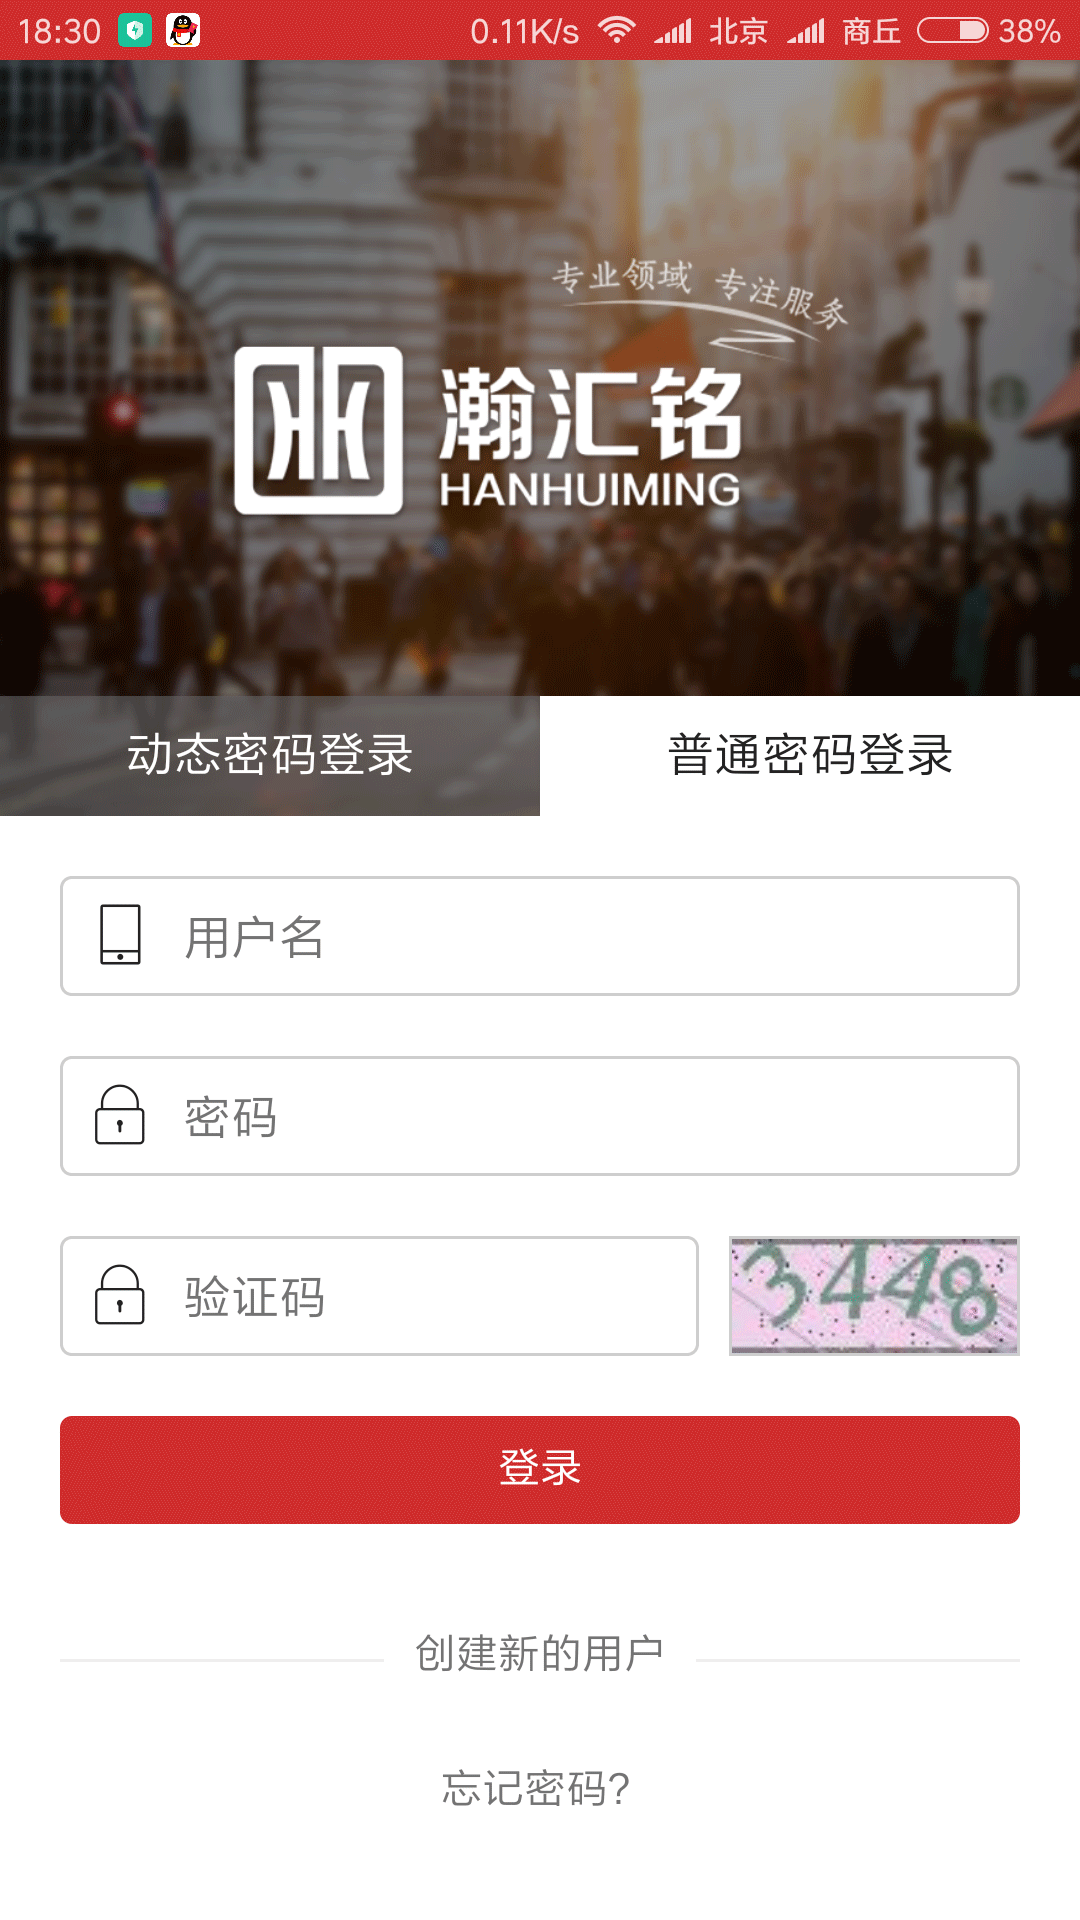 18:30 0.11K/s 北京 商丘 38%
专业领域 专注服务
瀚汇铭
HANHUIMING
动态密码登录 普通密码登录
用户名
密码
验证码 3448
登录
创建新的用户
忘记密码?